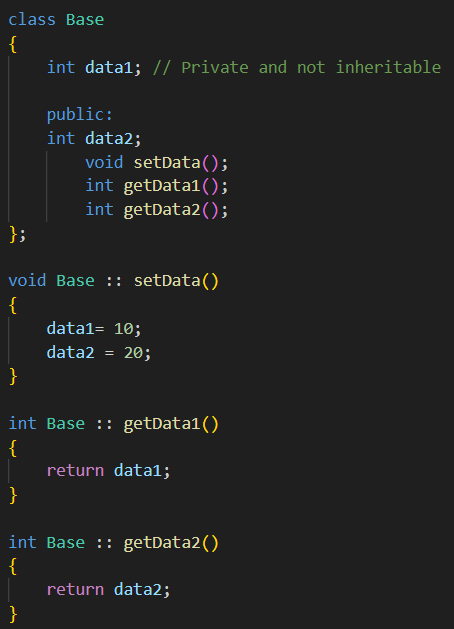 class Base
{
    int data1; // Private and not inheritable

    public:
    int data2;
        void setData();
        int getData1();
        int getData2();
};

void Base :: setData()
{
    data1= 10;
    data2 = 20;
}

int Base :: getData1()
{
    return data1;
}

int Base :: getData2()
{
    return data2;
}